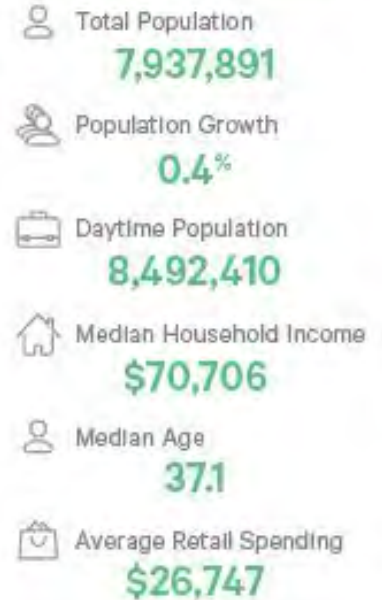 Total Population
7,937,891
Population Growth
0.4%
Daytime Population
8,492,410
Median Household Income
$70,706
Median Age
37.1
Average Retail Spending
$26,747